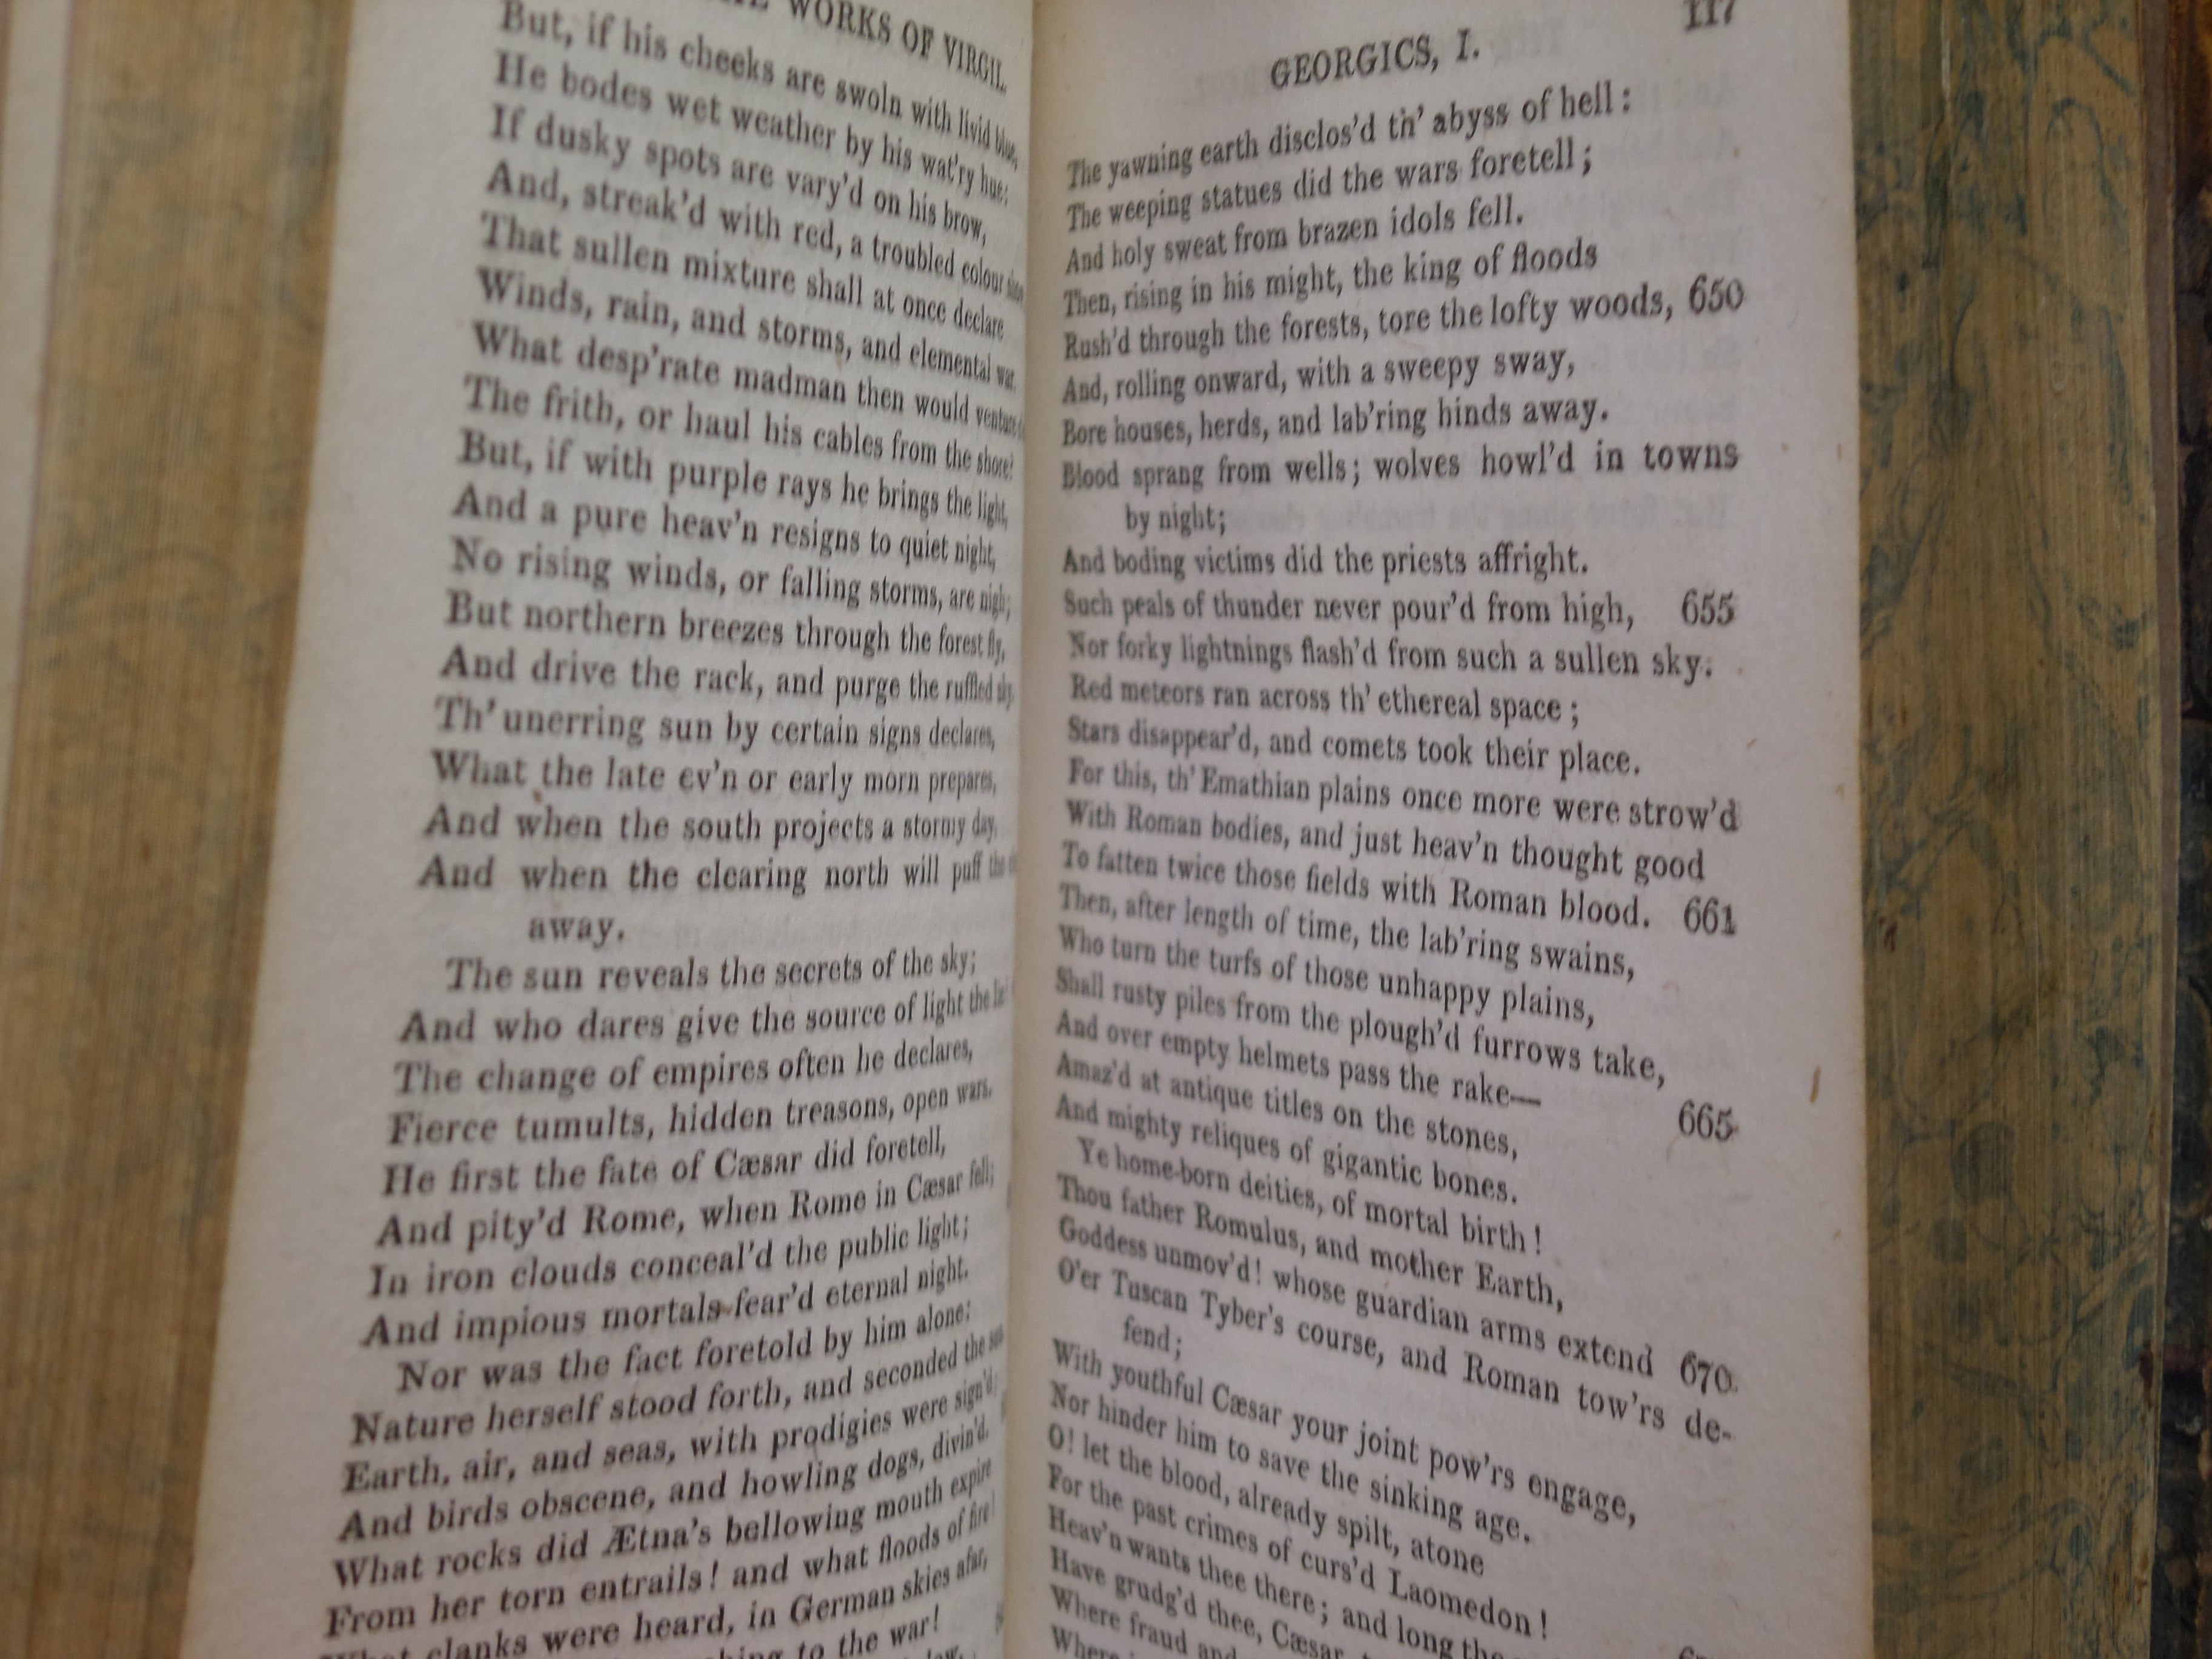 WORKS OF VIRGIL.
But, if his cheeks are swoln with livid blue,
He bodes wet weather by his wat'ry hue:
If dusky spots are vary'd on his brow,
And, streak'd with red, a troubled colour
That sullen mixture shall at once declare
Winds, rain, and storms, and elemental war.
What desp'rate madman then would venture
The frith, or haul his cables from the shore?
But, if with purple rays he brings the light,
And a pure heav'n resigns to quiet night,
No rising winds, or falling storms, are nigh;
But northern breezes through the forest fly,
And drive the rack, and purge the ruffled sky.
Th' unerring sun by certain signs declares,
What the late ev'n or early morn prepares,
And when the south projects a stormy day,
And when the clearing north will puff the
away.
The sun reveals the secrets of the sky;
And who dares give the source of light the
The change of empires often he declares,
Fierce tumults, hidden treasons, open wars.
He first the fate of Cæsar did foretell,
And pity'd Rome, when Rome in Cæsar fell;
In iron clouds conceal'd the public light;
And impious mortals fear'd eternal night.
Nor was the fact foretold by him alone:
Nature herself stood forth, and seconded the sun
Earth, air, and seas, with prodigies were sign'd;
And birds obscene, and howling dogs, divin'd.
What rocks did Ætna's bellowing mouth expire
From her torn entrails! and what floods of fire!
What clanks were heard, in German skies afar,
to the war!
GEORGICS, I.
117
The yawning earth disclos'd th' abyss of hell:
The weeping statues did the wars foretell;
And holy sweat from brazen idols fell.
Then, rising in his might, the king of floods
Rush'd through the forests, tore the lofty woods, 650
And, rolling onward, with a sweepy sway,
Bore houses, herds, and lab'ring hinds away.
Blood sprang from wells; wolves howl'd in towns
by night;
And boding victims did the priests affright.
Such peals of thunder never pour'd from high, 655
Nor forky lightnings flash'd from such a sullen sky.
Red meteors ran across th' ethereal space;
Stars disappear'd, and comets took their place.
For this, th' Emathian plains once more were strow'd
With Roman bodies, and just heav'n thought good
To fatten twice those fields with Roman blood. 661
Then, after length of time, the lab'ring swains,
Who turn the turfs of those unhappy plains,
Shall rusty piles from the plough'd furrows take,
And over empty helmets pass the rake— 665
Amaz'd at antique titles on the stones,
And mighty reliques of gigantic bones.
Ye home-born deities, of mortal birth!
Thou father Romulus, and mother Earth,
Goddess unmov'd! whose guardian arms extend 670
O'er Tuscan Tyber's course, and Roman tow'rs de-
fend;
With youthful Cæsar your joint pow'rs engage,
Nor hinder him to save the sinking age.
O! let the blood, already spilt, atone
For the past crimes of curs'd Laomedon!
Heav'n wants thee there; and long the
Have grudg'd thee, Cæsar,
Where fraud and
Where